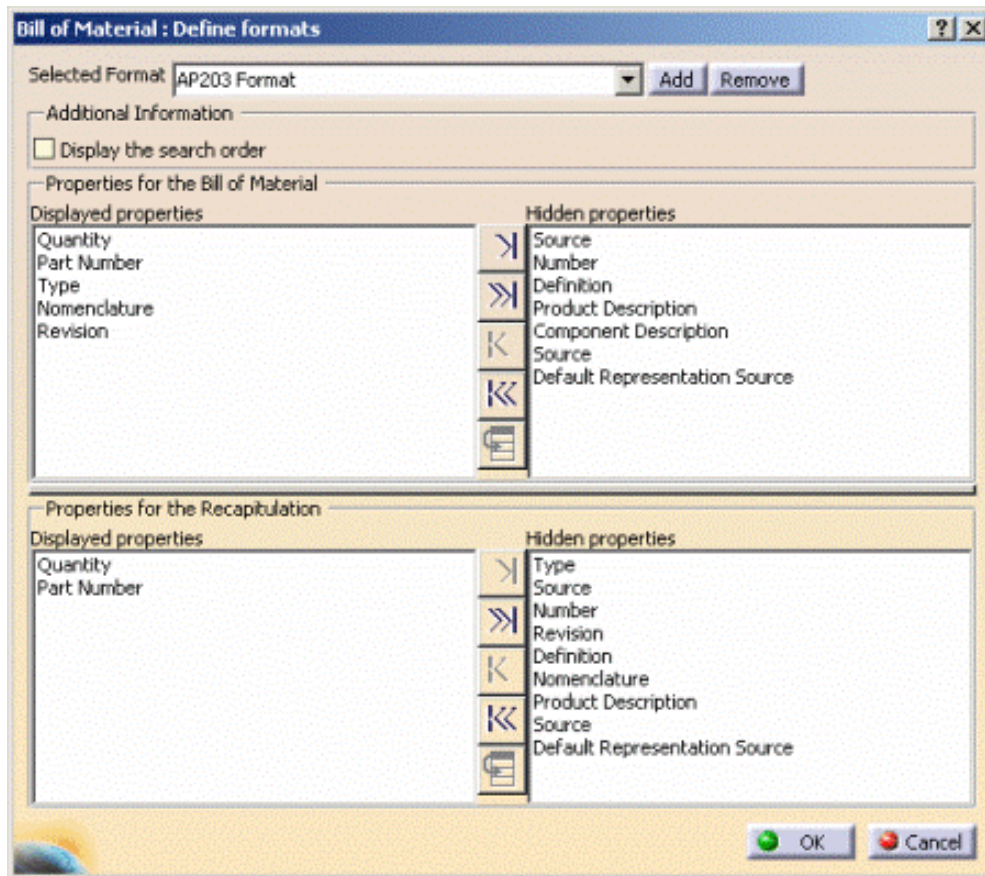 Bill of Material : Define formats
Selected Format AP203 Format Add Remove
Additional Information
Display the search order
Properties for the Bill of Material
Displayed properties
Quantity
Part Number
Type
Nomenclature
Revision
Hidden properties
Source
Number
Definition
Product Description
Component Description
Source
Default Representation Source
Properties for the Recapitulation
Displayed properties
Quantity
Part Number
Hidden properties
Type
Source
Number
Revision
Definition
Nomenclature
Product Description
Source
Default Representation Source
OK Cancel